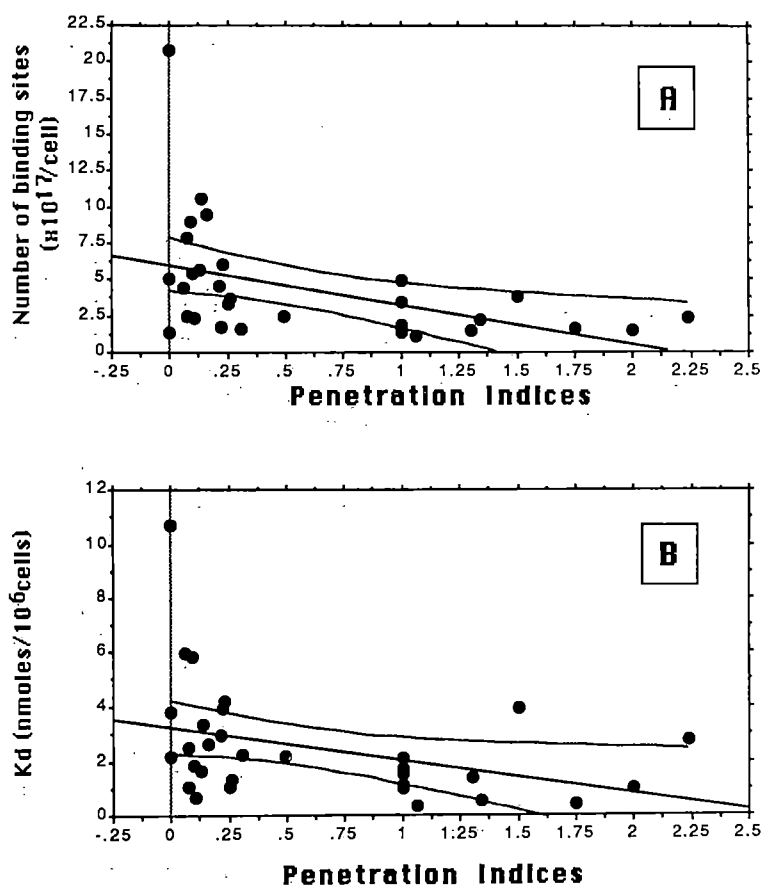 22.5
20
17.5
15
12.5
10
7.5
5
2.5
0
Number of binding sites
(x10^17/cell)
A
-.25 0 .25 .5 .75 1 1.25 1.5 1.75 2 2.25 2.5
Penetration Indices
12
10
8
6
4
2
0
Kd (nmoles/10^6cells)
B
-.25 0 .25 .5 .75 1 1.25 1.5 1.75 2 2.25 2.5
Penetration Indices